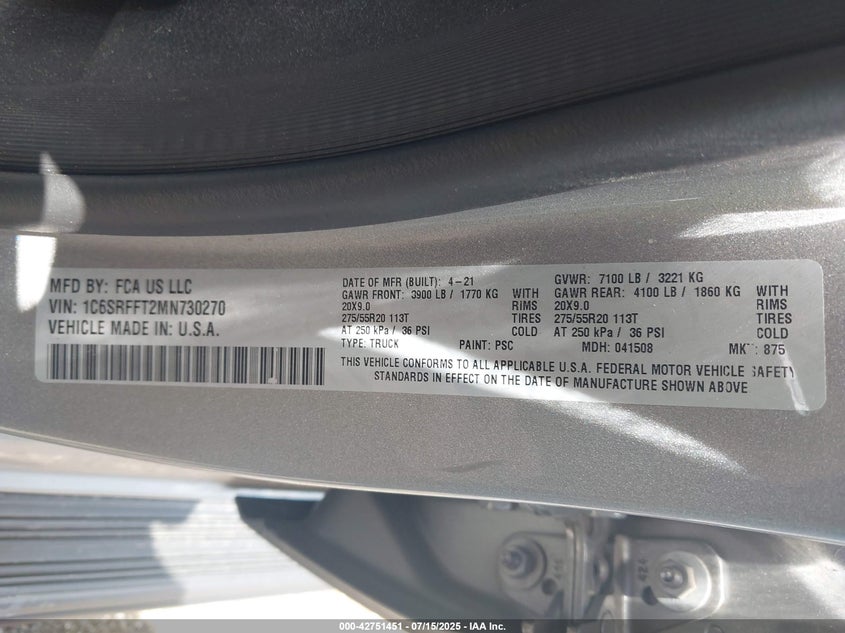 MFD BY: FCA US LLC
VIN: 1C6SRFFT2MN730270
VEHICLE MADE IN: U.S.A.
DATE OF MFR (BUILT): 4-21
GAWR FRONT: 3900 LB / 1770 KG WITH
20X9.0 RIMS
275/55R20 113T TIRES
AT 250 kPa / 36 PSI COLD
TYPE: TRUCK PAINT: PSC
GVWR: 7100 LB / 3221 KG
GAWR REAR: 4100 LB / 1860 KG WITH
20X9.0 RIMS
275/55R20 113T TIRES
AT 250 kPa / 36 PSI COLD
MDH: 041508 875
THIS VEHICLE CONFORMS TO ALL APPLICABLE U.S.A. FEDERAL MOTOR VEHICLE SAFETY
STANDARDS IN EFFECT ON THE DATE OF MANUFACTURE SHOWN ABOVE
424
000-42751451 - 07/15/2025 - IAA Inc.